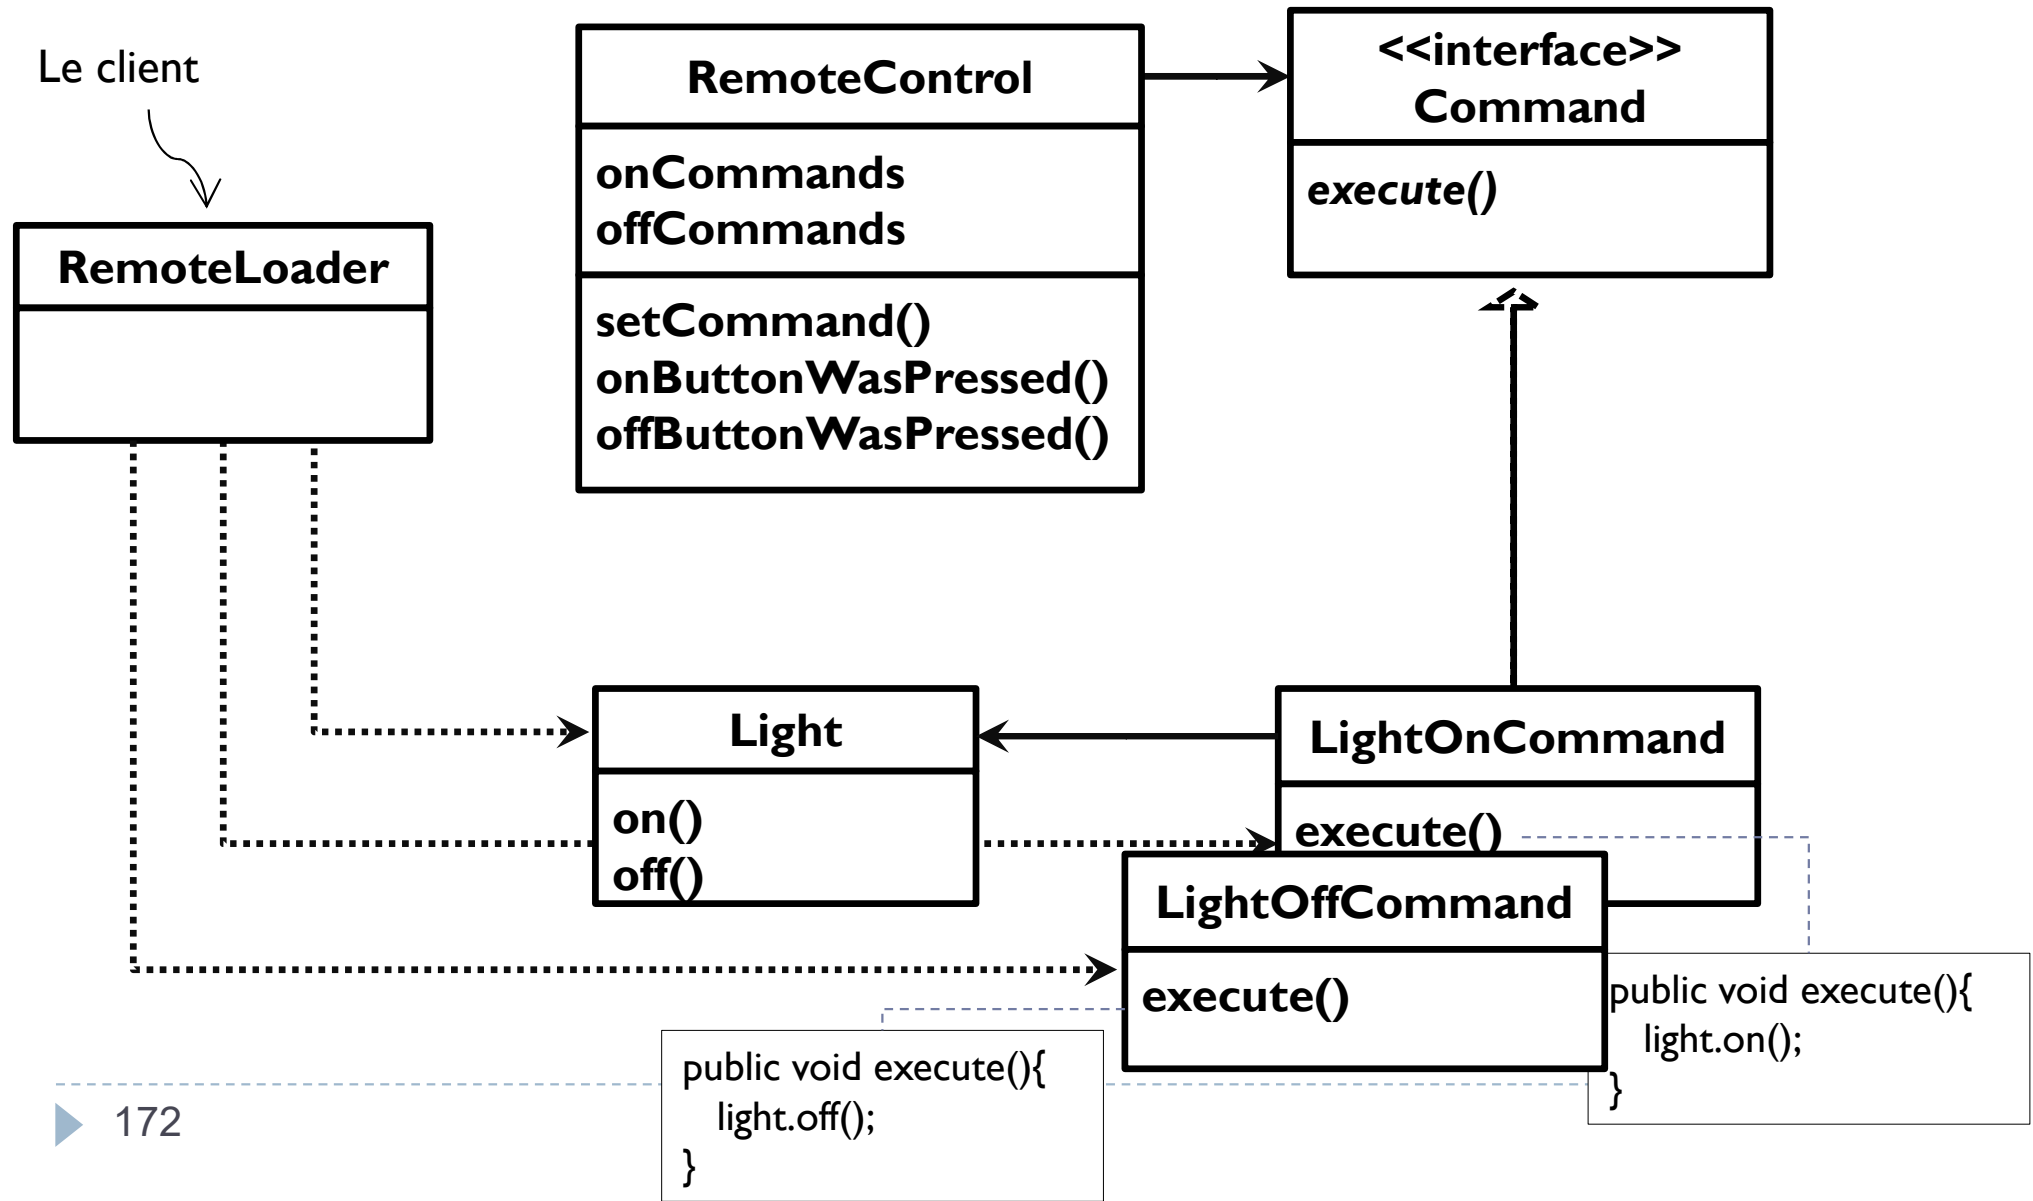 Le client
RemoteLoader
RemoteControl
onCommands
offCommands
setCommand()
onButtonWasPressed()
offButtonWasPressed()
<<interface>>
Command
execute()
Light
on()
off()
LightOnCommand
execute()
LightOffCommand
execute()
public void execute(){
light.on();
}
public void execute(){
light.off();
}
172